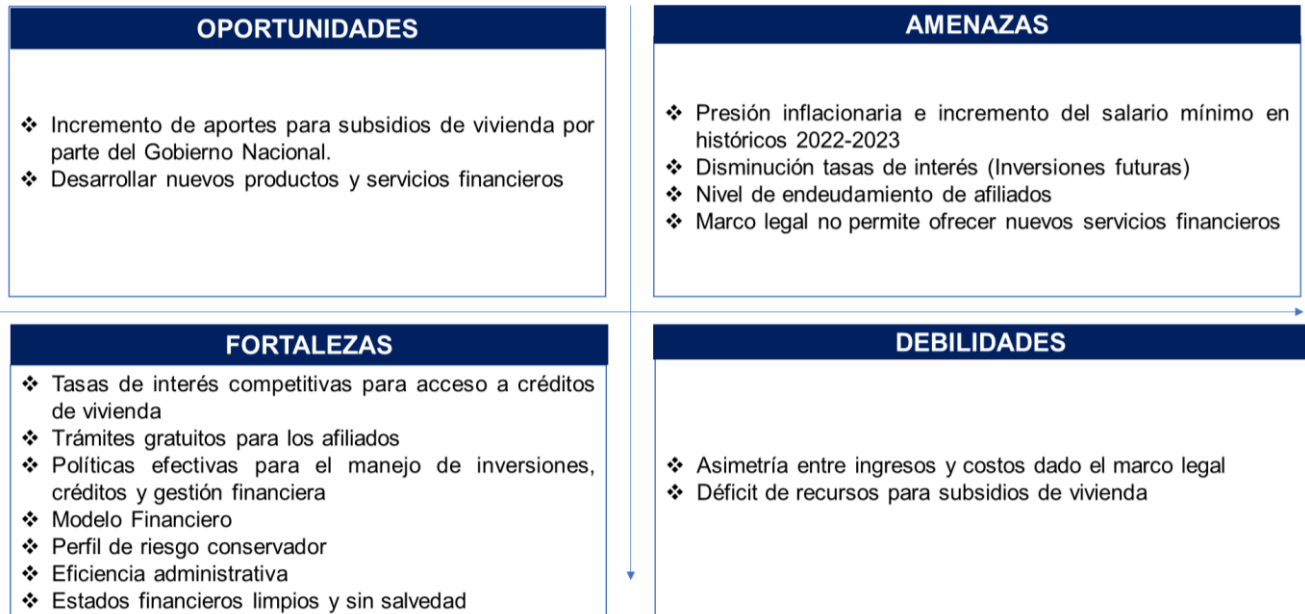 OPORTUNIDADES
❖ Incremento de aportes para subsidios de vivienda por
parte del Gobierno Nacional.
❖ Desarrollar nuevos productos y servicios financieros
AMENAZAS
❖ Presión inflacionaria e incremento del salario mínimo en
históricos 2022-2023
❖ Disminución tasas de interés (Inversiones futuras)
❖ Nivel de endeudamiento de afiliados
❖ Marco legal no permite ofrecer nuevos servicios financieros
FORTALEZAS
❖ Tasas de interés competitivas para acceso a créditos
de vivienda
❖ Trámites gratuitos para los afiliados
❖ Políticas efectivas para el manejo de inversiones,
créditos y gestión financiera
❖ Modelo Financiero
❖ Perfil de riesgo conservador
❖ Eficiencia administrativa
❖ Estados financieros limpios y sin salvedad
DEBILIDADES
❖ Asimetría entre ingresos y costos dado el marco legal
❖ Déficit de recursos para subsidios de vivienda